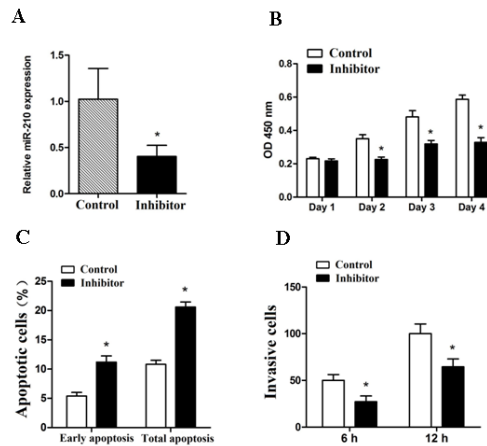 A
Relative miR-210 expression
1.5
1.0
0.5
0.0
*
Control
Inhibitor
B
Control
Inhibitor
OD 450 nm
0.8
0.6
0.4
0.2
0.0
*
*
*
Day 1
Day 2
Day 3
Day 4
C
Control
Inhibitor
Apoptotic cells (%)
25
20
15
10
5
0
*
*
Early apoptosis
Total apoptosis
D
Control
Inhibitor
Invasive cells
150
100
50
0
*
*
6 h
12 h